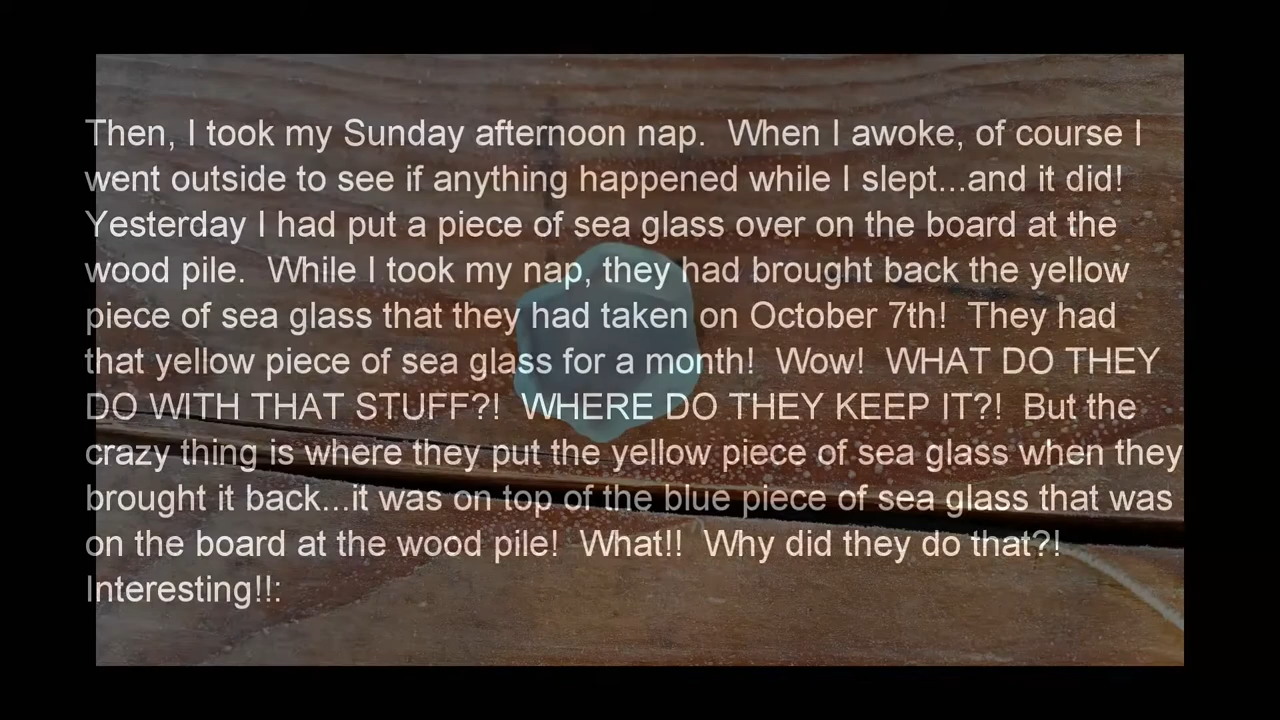 Then, I took my Sunday afternoon nap.  When I awoke, of course I
went outside to see if anything happened while I slept...and it did!
Yesterday I had put a piece of sea glass over on the board at the
wood pile.  While I took my nap, they had brought back the yellow
piece of sea glass that they had taken on October 7th!  They had
that yellow piece of sea glass for a month!  Wow!  WHAT DO THEY
DO WITH THAT STUFF?!  WHERE DO THEY KEEP IT?!  But the
crazy thing is where they put the yellow piece of sea glass when they
brought it back...it was on top of the blue piece of sea glass that was
on the board at the wood pile!  What!!  Why did they do that?!
Interesting!!: